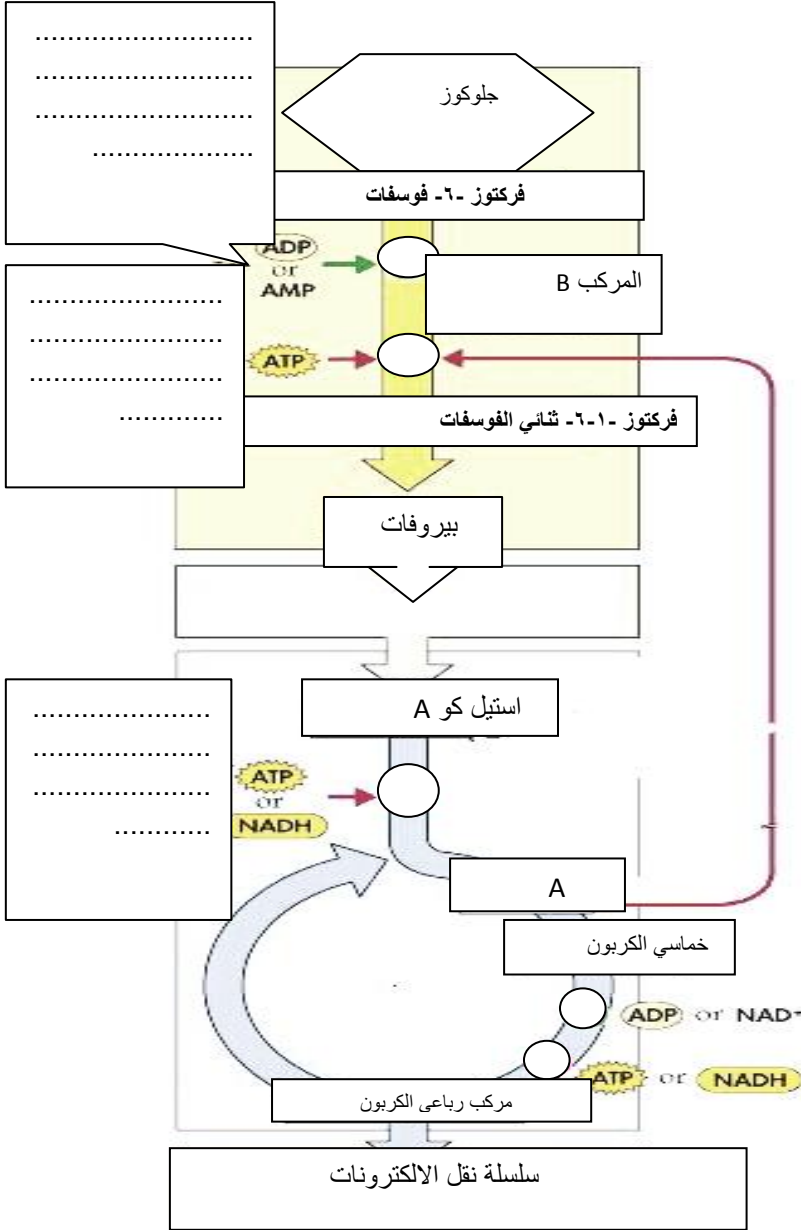 ..........................
..........................
..........................
...................
جلوكوز
فركتوز -٦- فوسفات
ADP
or
AMP
المركب B
.......................
.......................
.......................
............
ATP
فركتوز -١-٦- ثنائي الفوسفات
بيروفات
استيل كو A
.....................
.....................
.....................
............
ATP
or
NADH
A
خماسي الكربون
ADP or NAD+
ATP or NADH
مركب رباعى الكربون
سلسلة نقل الالكترونات